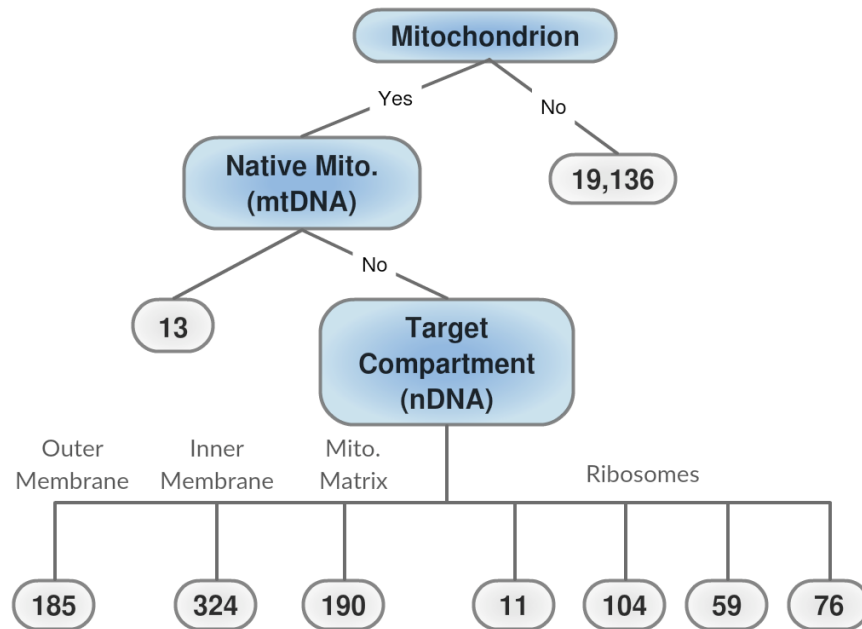 Mitochondrion
Yes
No
Native Mito.
(mtDNA)
19,136
No
13
Target
Compartment
(nDNA)
Outer
Membrane
Inner
Membrane
Mito.
Matrix
Ribosomes
185
324
190
11
104
59
76